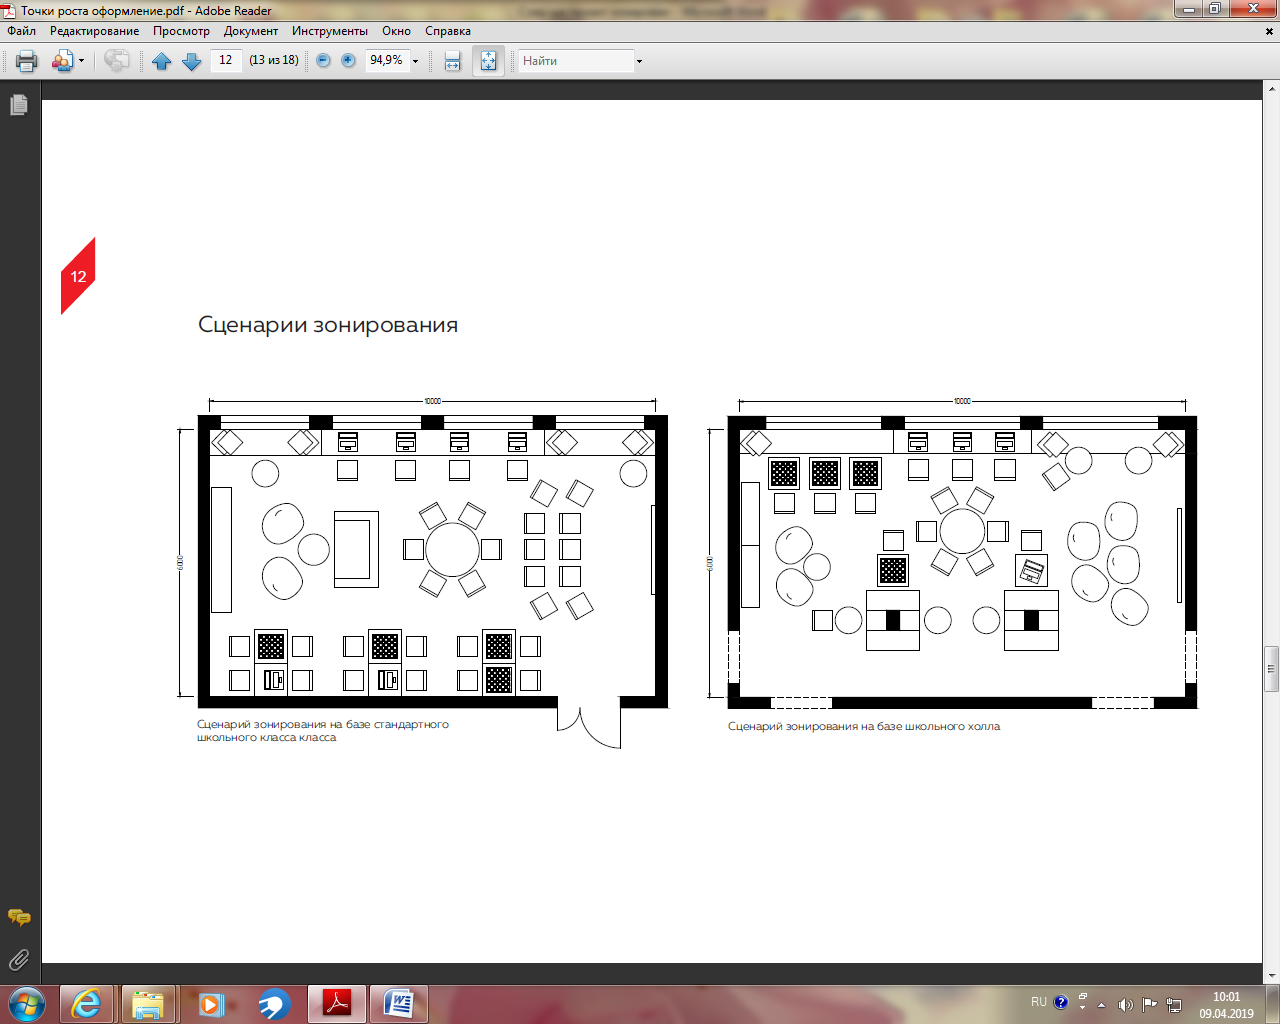 Точки роста оформление.pdf - Adobe Reader
Файл Редактирование Просмотр Документ Инструменты Окно Справка
12 (13 из 18) 94,9% Найти
12
Сценарии зонирования
10000
10000
6000
6000
Сценарий зонирования на базе стандартного
школьного класса класса
Сценарий зонирования на базе школьного холла
RU
10:01
09.04.2019